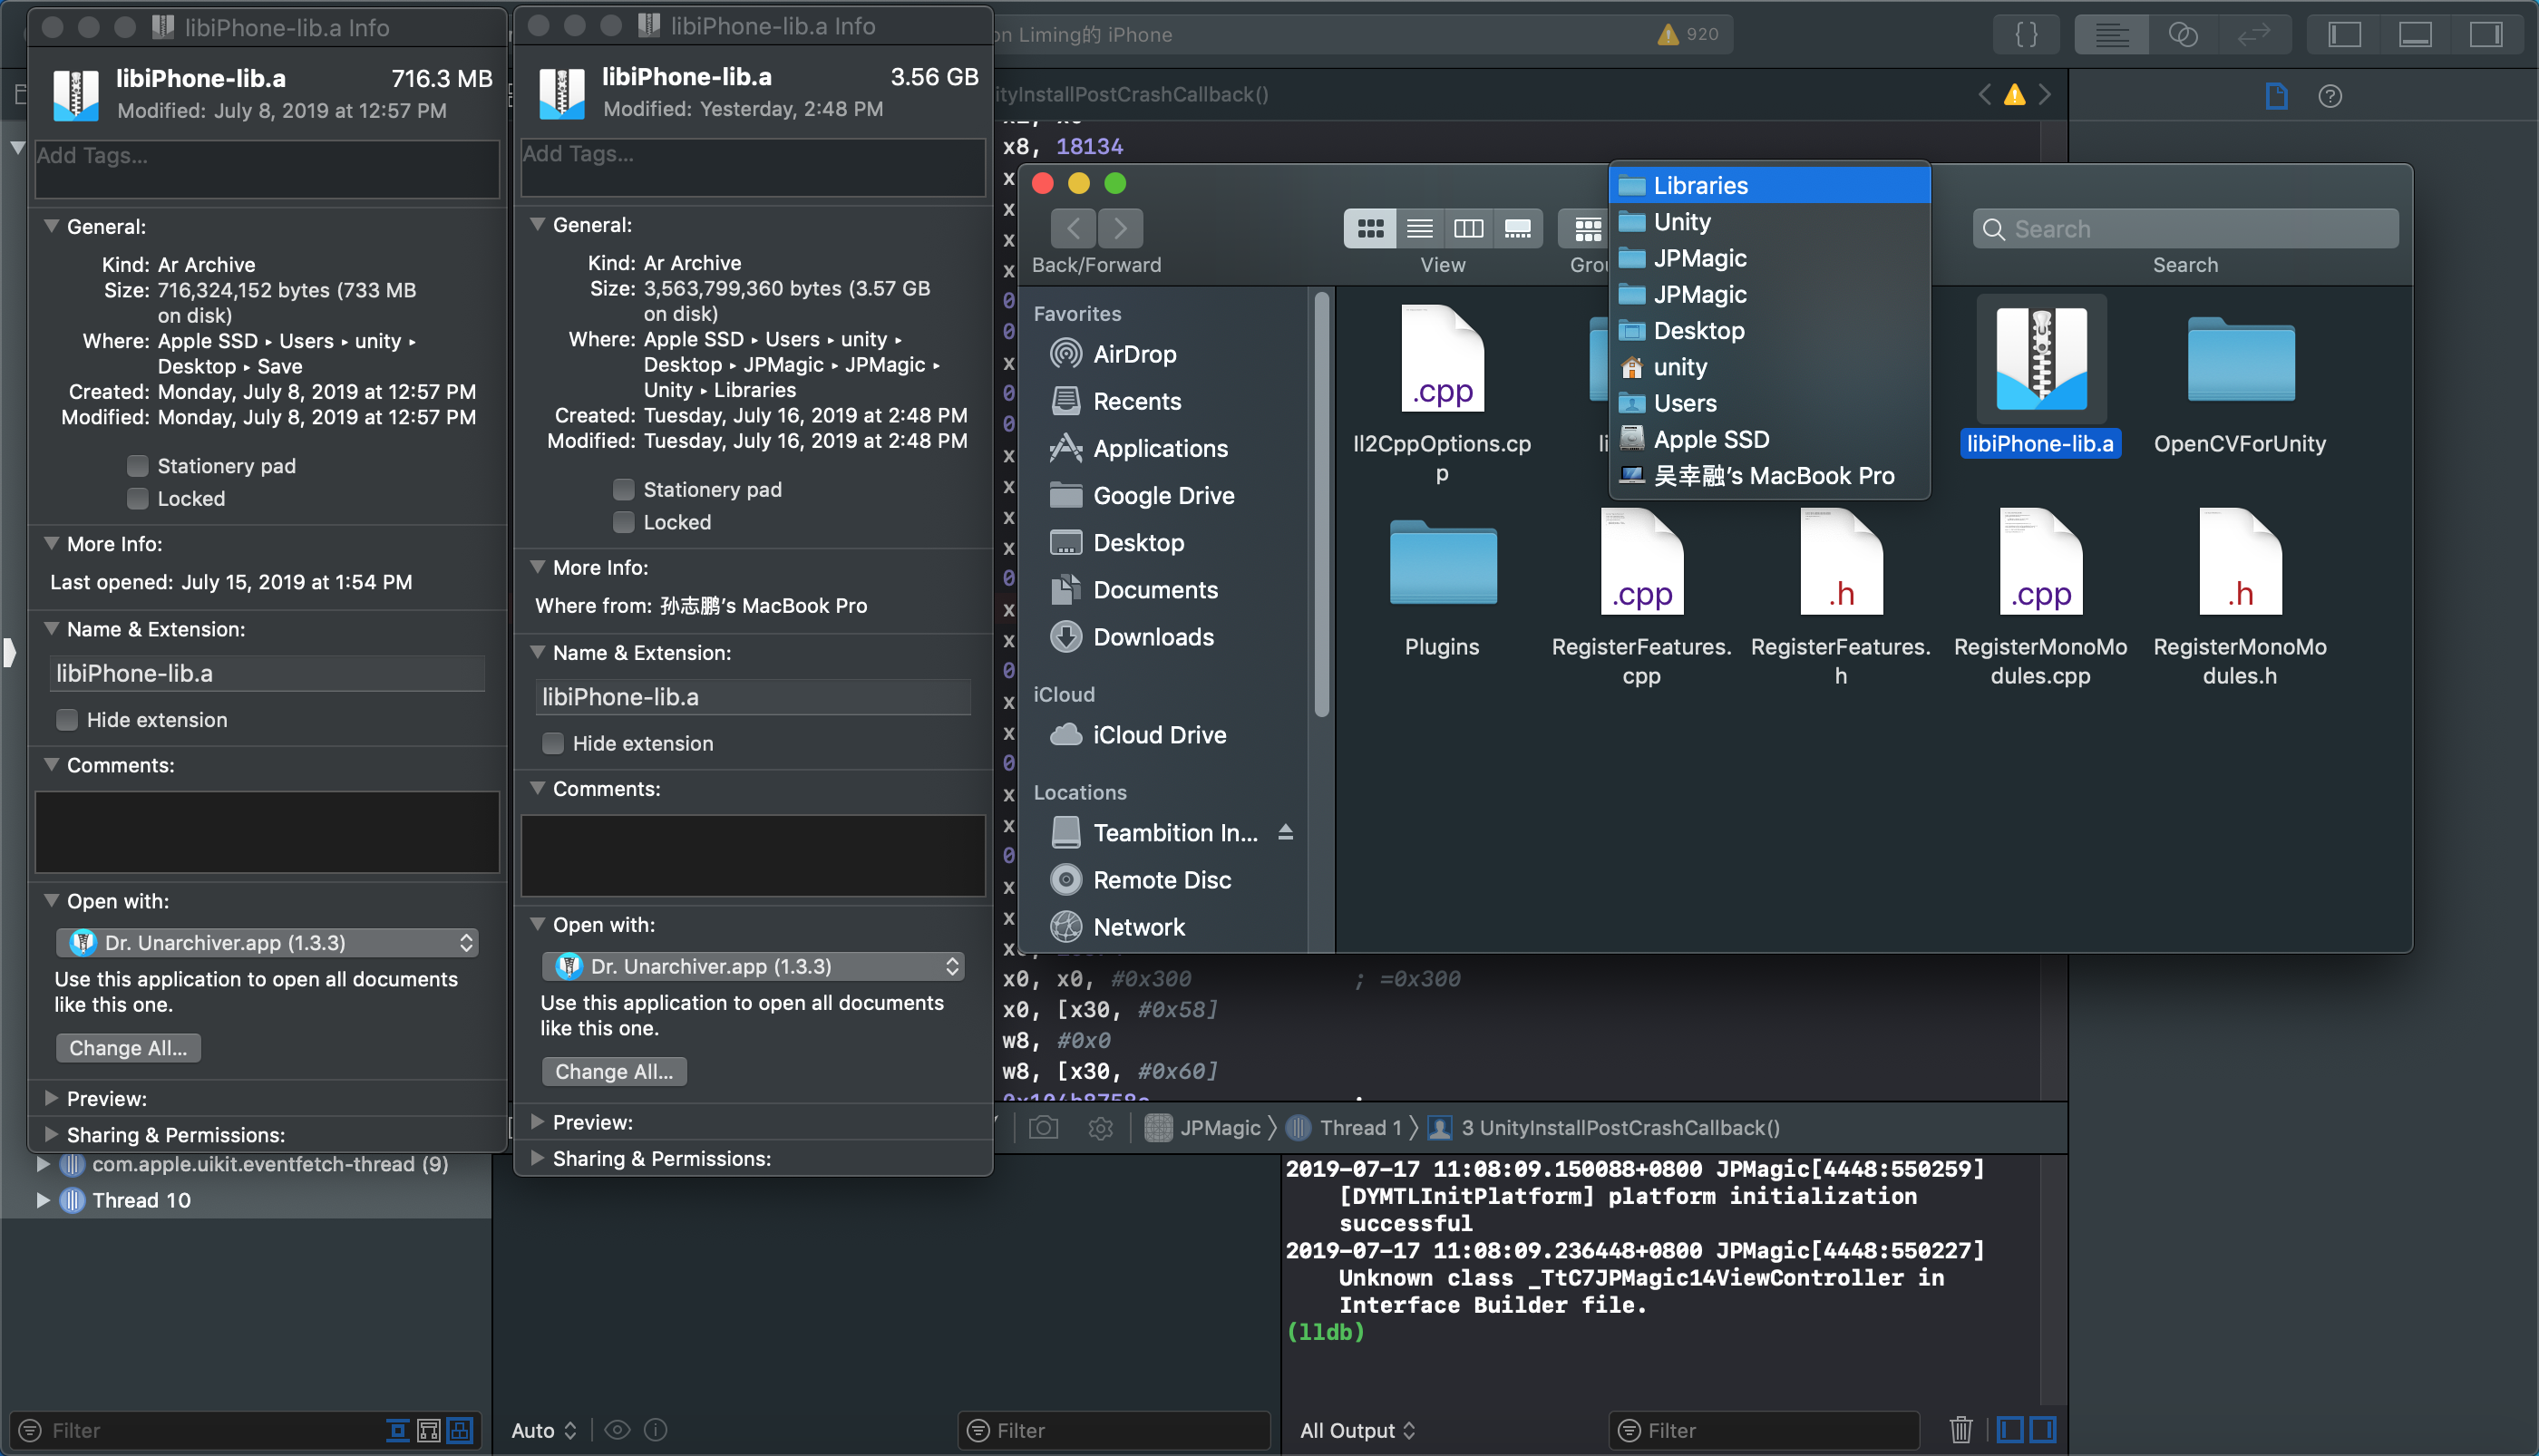 libiPhone-lib.a Info
libiPhone-lib.a 716.3 MB
Modified: July 8, 2019 at 12:57 PM
Add Tags...
General:
Kind: Ar Archive
Size: 716,324,152 bytes (733 MB
on disk)
Where: Apple SSD ▸ Users ▸ unity ▸
Desktop ▸ Save
Created: Monday, July 8, 2019 at 12:57 PM
Modified: Monday, July 8, 2019 at 12:57 PM
Stationery pad
Locked
More Info:
Last opened: July 15, 2019 at 1:54 PM
Name & Extension:
libiPhone-lib.a
Hide extension
Comments:
Open with:
Dr. Unarchiver.app (1.3.3)
Use this application to open all documents
like this one.
Change All...
Preview:
Sharing & Permissions:
com.apple.uikit.eventfetch-thread (9)
Thread 10
Filter
libiPhone-lib.a Info
libiPhone-lib.a 3.56 GB
Modified: Yesterday, 2:48 PM
Add Tags...
General:
Kind: Ar Archive
Size: 3,563,799,360 bytes (3.57 GB
on disk)
Where: Apple SSD ▸ Users ▸ unity ▸
Desktop ▸ JPMagic ▸ JPMagic ▸
Unity ▸ Libraries
Created: Tuesday, July 16, 2019 at 2:48 PM
Modified: Tuesday, July 16, 2019 at 2:48 PM
Stationery pad
Locked
More Info:
Where from: 孙志鹏's MacBook Pro
Name & Extension:
libiPhone-lib.a
Hide extension
Comments:
Open with:
Dr. Unarchiver.app (1.3.3)
Use this application to open all documents
like this one.
Change All...
Preview:
Sharing & Permissions:
on Liming的 iPhone
920
{ }
ityInstallPostCrashCallback()
x8, 18134
Back/Forward
View
Search
Search
Libraries
Unity
JPMagic
JPMagic
Desktop
unity
Users
Apple SSD
吴幸融's MacBook Pro
Favorites
AirDrop
Recents
Applications
Google Drive
Desktop
Documents
Downloads
iCloud
iCloud Drive
Locations
Teambition In...
Remote Disc
Network
.cpp
Il2CppOptions.cp
p
libiPhone-lib.a
OpenCVForUnity
Plugins
.cpp
RegisterFeatures.
cpp
.h
RegisterFeatures.
h
.cpp
RegisterMonoMo
dules.cpp
.h
RegisterMonoMo
dules.h
x0, x0, #0x300 ; =0x300
x0, [x30, #0x58]
w8, #0x0
w8, [x30, #0x60]
JPMagic
Thread 1
3 UnityInstallPostCrashCallback()
2019-07-17 11:08:09.150088+0800 JPMagic[4448:550259]
[DYMTLInitPlatform] platform initialization
successful
2019-07-17 11:08:09.236448+0800 JPMagic[4448:550227]
Unknown class _TtC7JPMagic14ViewController in
Interface Builder file.
(lldb)
Auto
Filter
All Output
Filter